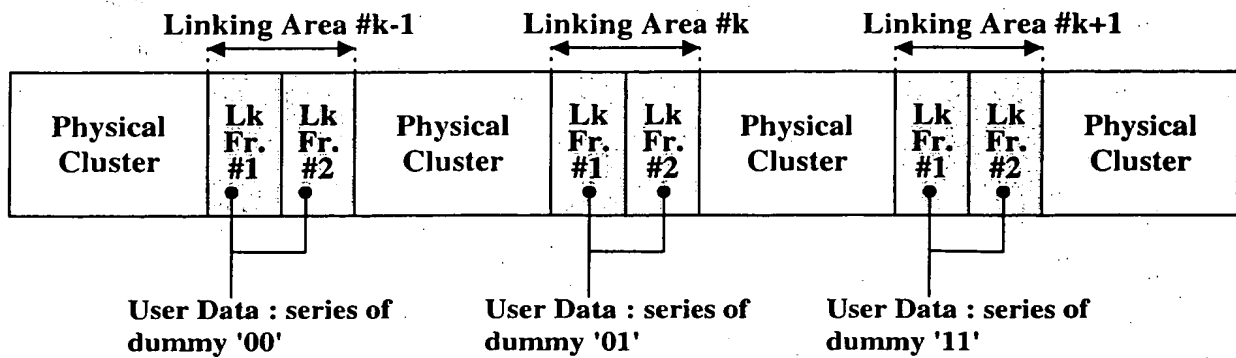 Linking Area #k-1
Linking Area #k
Linking Area #k+1
Physical
Cluster
Lk
Fr.
#1
Lk
Fr.
#2
Physical
Cluster
Lk
Fr.
#1
Lk
Fr.
#2
Physical
Cluster
Lk
Fr.
#1
Lk
Fr.
#2
Physical
Cluster
User Data : series of
dummy '00'
User Data : series of
dummy '01'
User Data : series of
dummy '11'